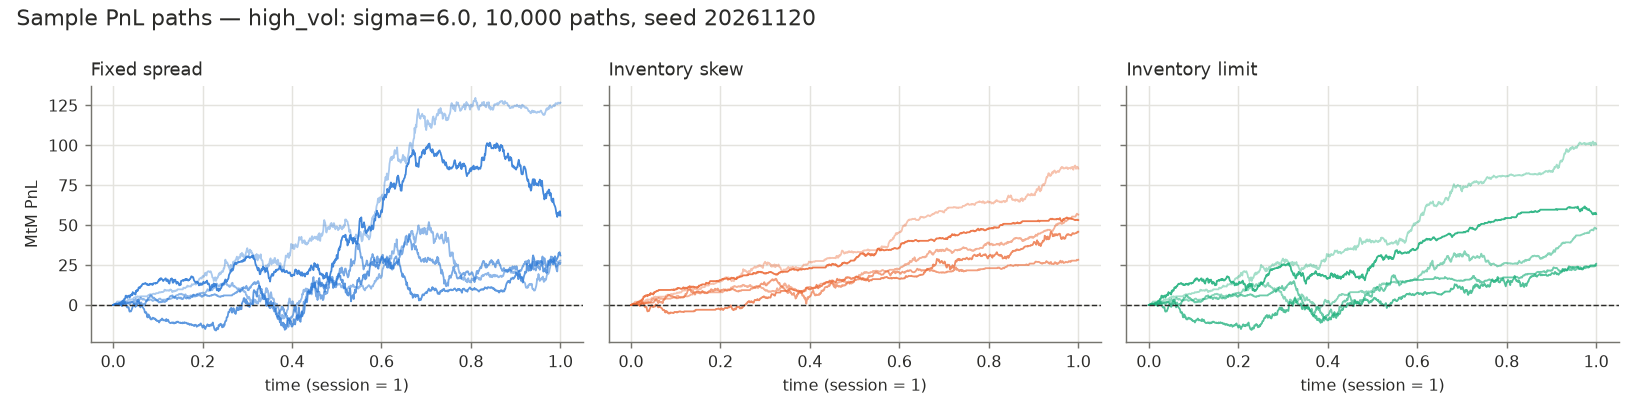 Sample PnL paths — high_vol: sigma=6.0, 10,000 paths, seed 20261120
Fixed spread
MtM PnL
125
100
75
50
25
0
0.0 0.2 0.4 0.6 0.8 1.0
time (session = 1)
Inventory skew
0.0 0.2 0.4 0.6 0.8 1.0
time (session = 1)
Inventory limit
0.0 0.2 0.4 0.6 0.8 1.0
time (session = 1)